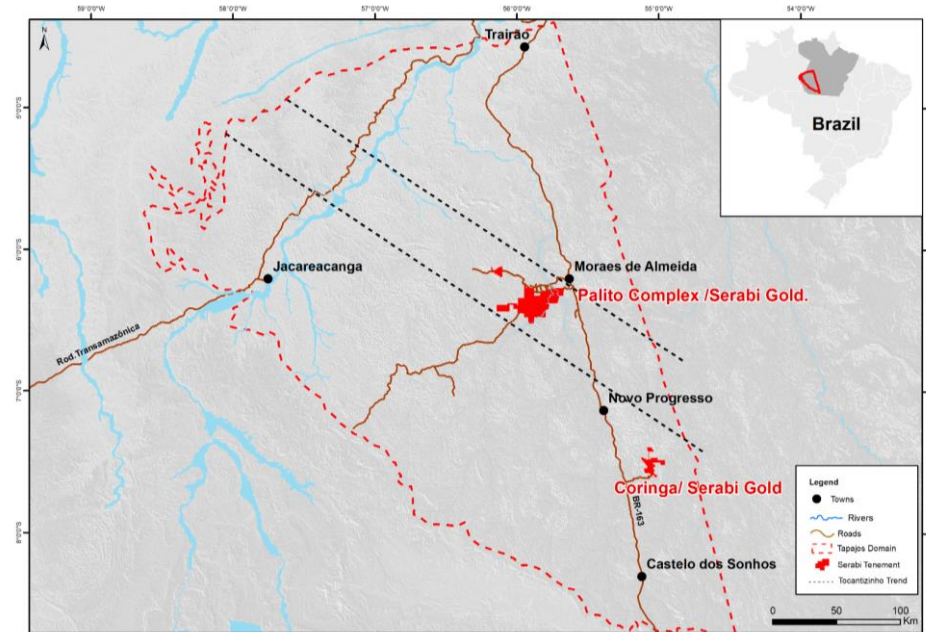 59°0'0"W 58°0'0"W 57°0'0"W 56°0'0"W 55°0'0"W 54°0'0"W
N
Trairão
Brazil
5°0'0"S
6°0'0"S
Jacareacanga
Moraes de Almeida
Palito Complex /Serabi Gold.
Rod.Transamazônica
7°0'0"S
Novo Progresso
Coringa/ Serabi Gold
BR-163
8°0'0"S
Castelo dos Sonhos
Legend
Towns
Rivers
Roads
Tapajos Domain
Serabi Tenement
Tocantizinho Trend
0 50 100
Km